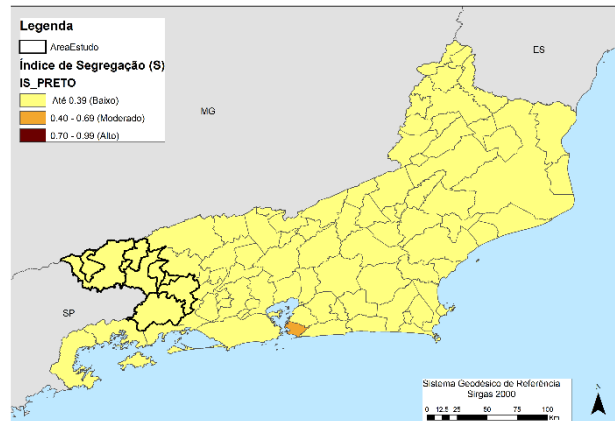 Legenda
AreaEstudo
Índice de Segregação (S)
IS_PRETO
Até 0.39 (Baixo)
0.40 - 0.69 (Moderado)
0.70 - 0.99 (Alto)
ES
MG
SP
Sistema Geodésico de Referência
Sirgas 2000
0 12.5 25 50 75 100
Km